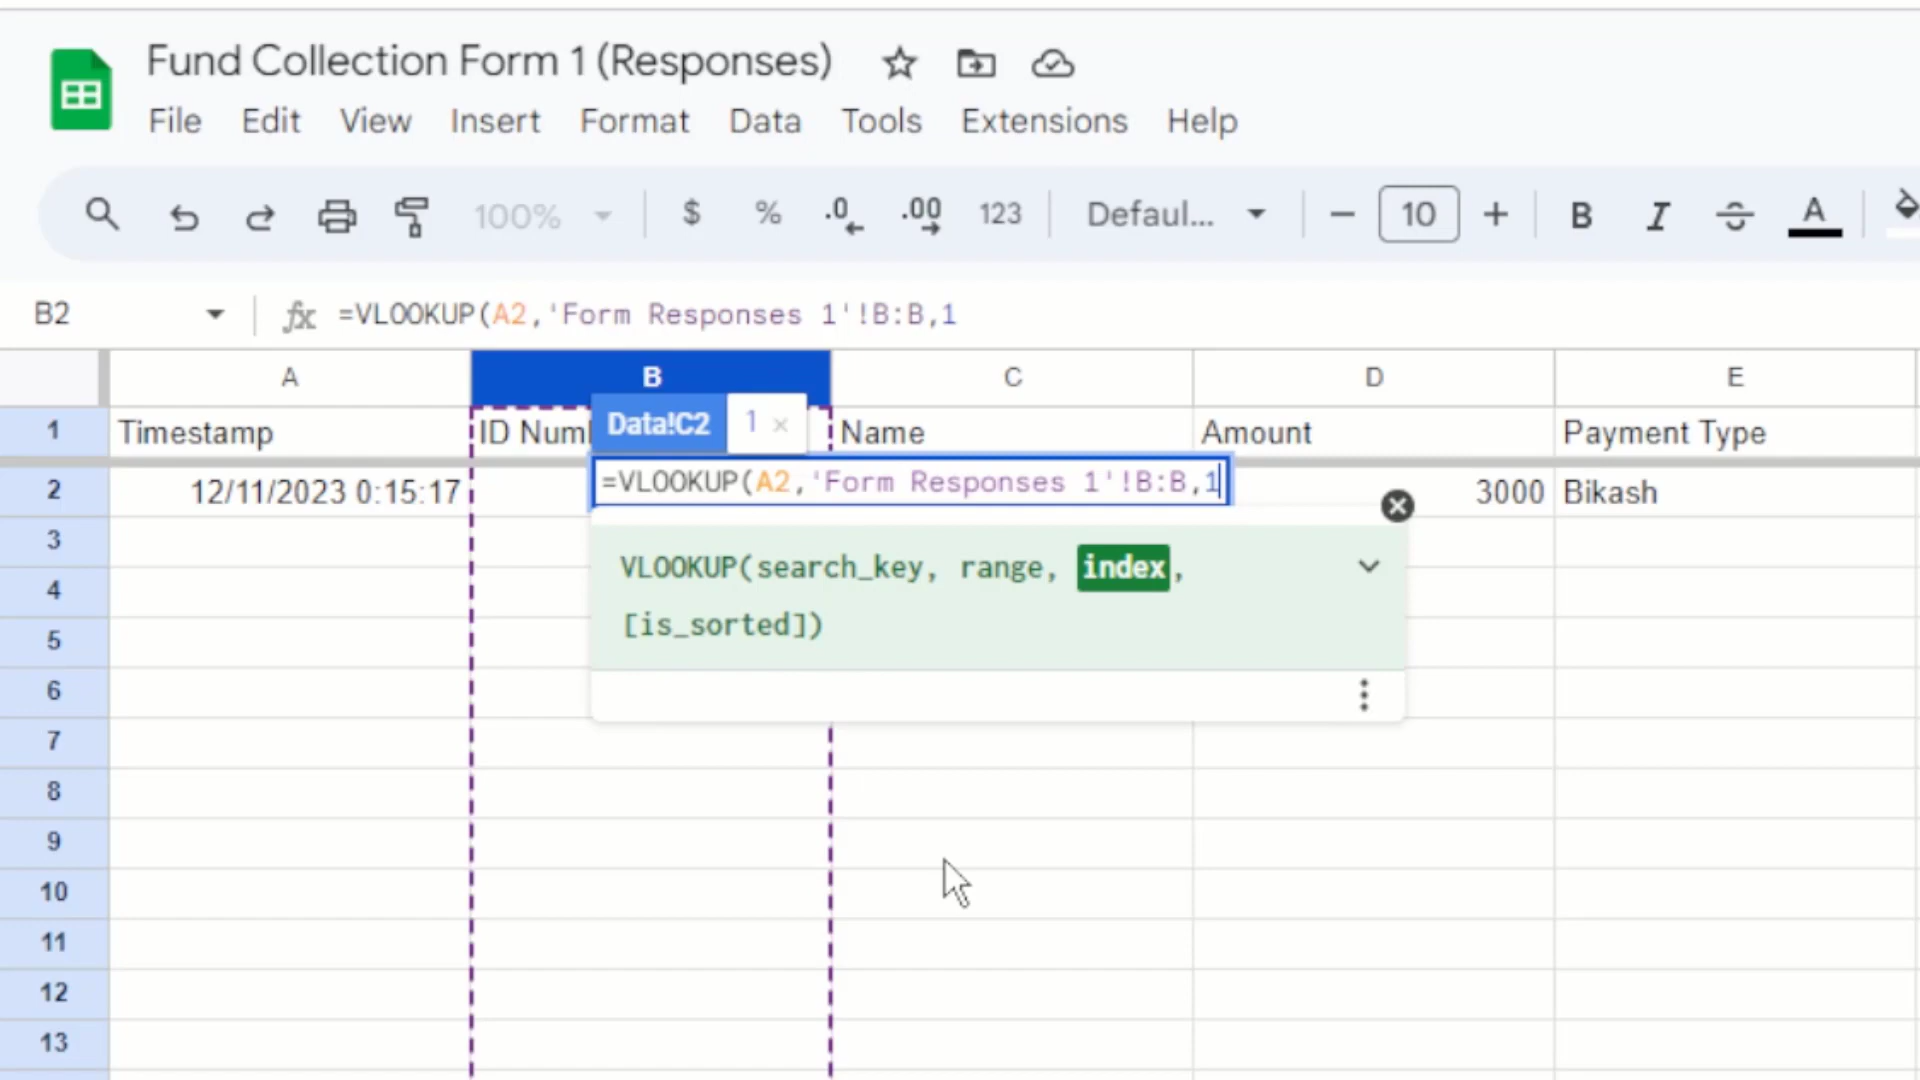 Fund Collection Form 1 (Responses)
File Edit View Insert Format Data Tools Extensions Help
100% $ % .0 .00 123 Defaul... − 10 + B I A
B2 fx =VLOOKUP(A2,'Form Responses 1'!B:B,1
A B C D E
1 Timestamp ID Num Data!C2 1 × Name Amount Payment Type
2 12/11/2023 0:15:17 =VLOOKUP(A2,'Form Responses 1'!B:B,1 3000 Bikash
3
VLOOKUP(search_key, range, index,
4
[is_sorted])
5
6
7
8
9
10
11
12
13